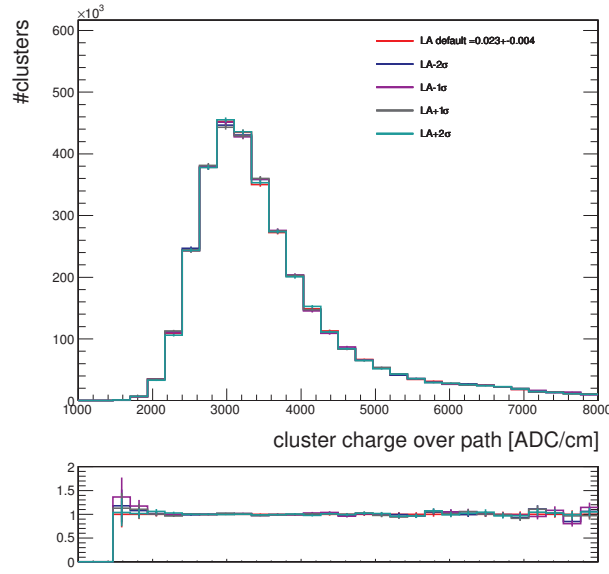 ×10³
600
500
400
300
200
100
0
#clusters
LA default =0.023+-0.004
LA-2σ
LA-1σ
LA+1σ
LA+2σ
1000 2000 3000 4000 5000 6000 7000 8000
cluster charge over path [ADC/cm]
2
1.5
1
0.5
0